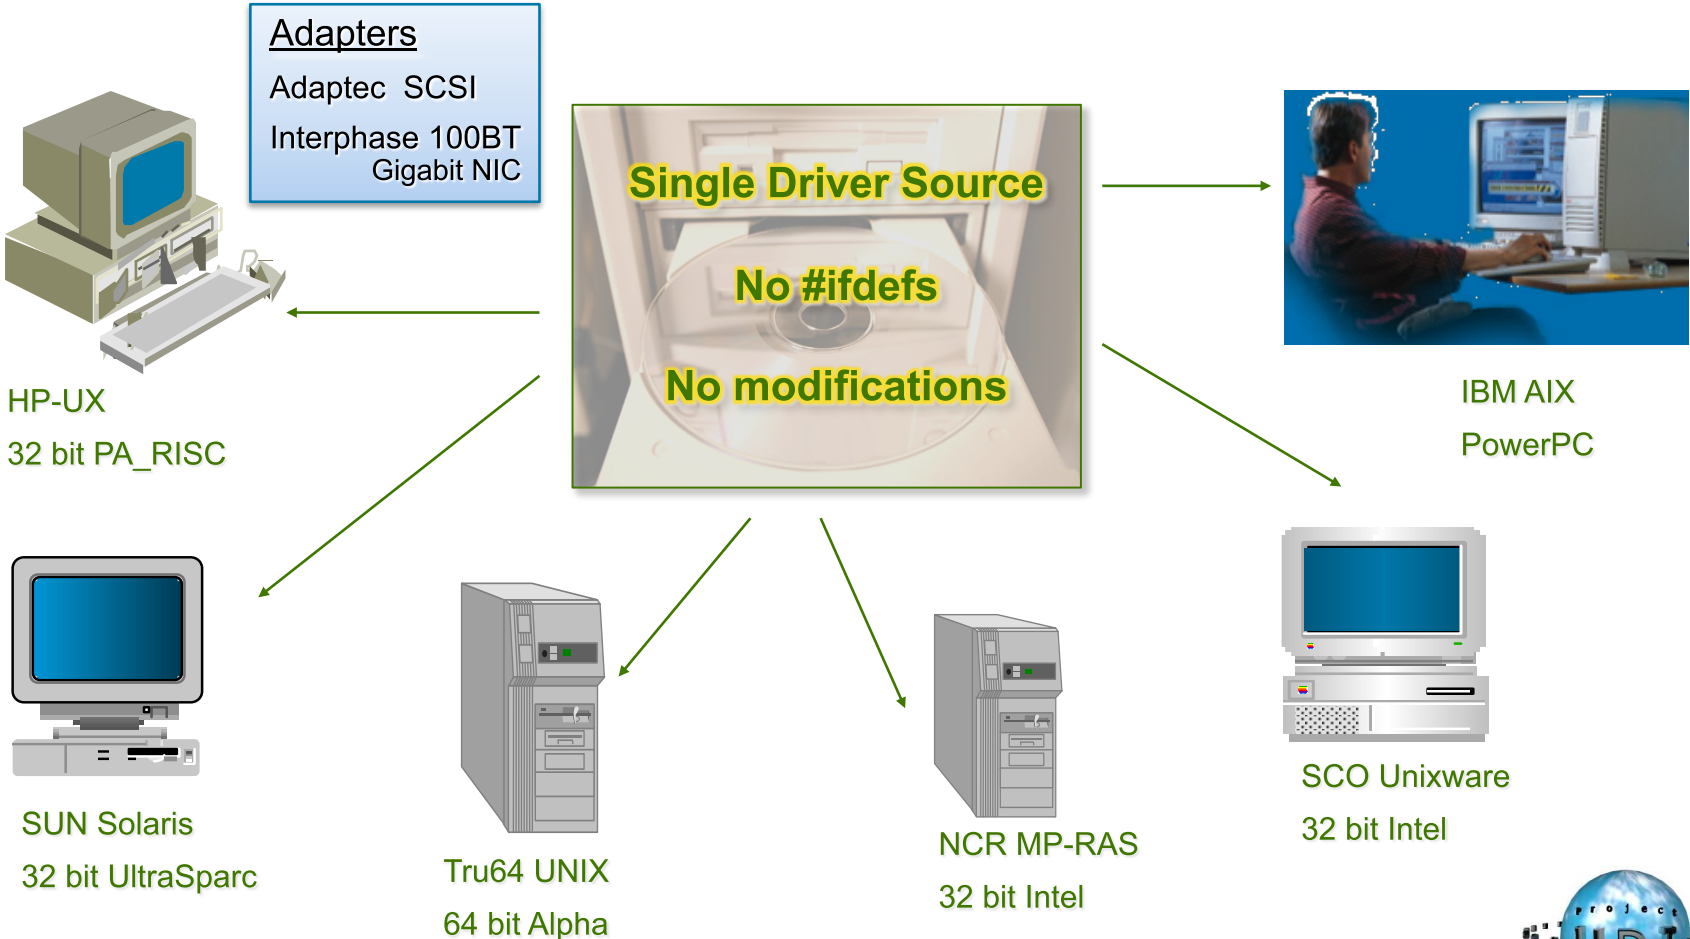 Adapters
Adaptec SCSI
Interphase 100BT
Gigabit NIC
Single Driver Source
No #ifdefs
No modifications
HP-UX
32 bit PA_RISC
IBM AIX
PowerPC
SUN Solaris
32 bit UltraSparc
Tru64 UNIX
64 bit Alpha
NCR MP-RAS
32 bit Intel
SCO Unixware
32 bit Intel
Project